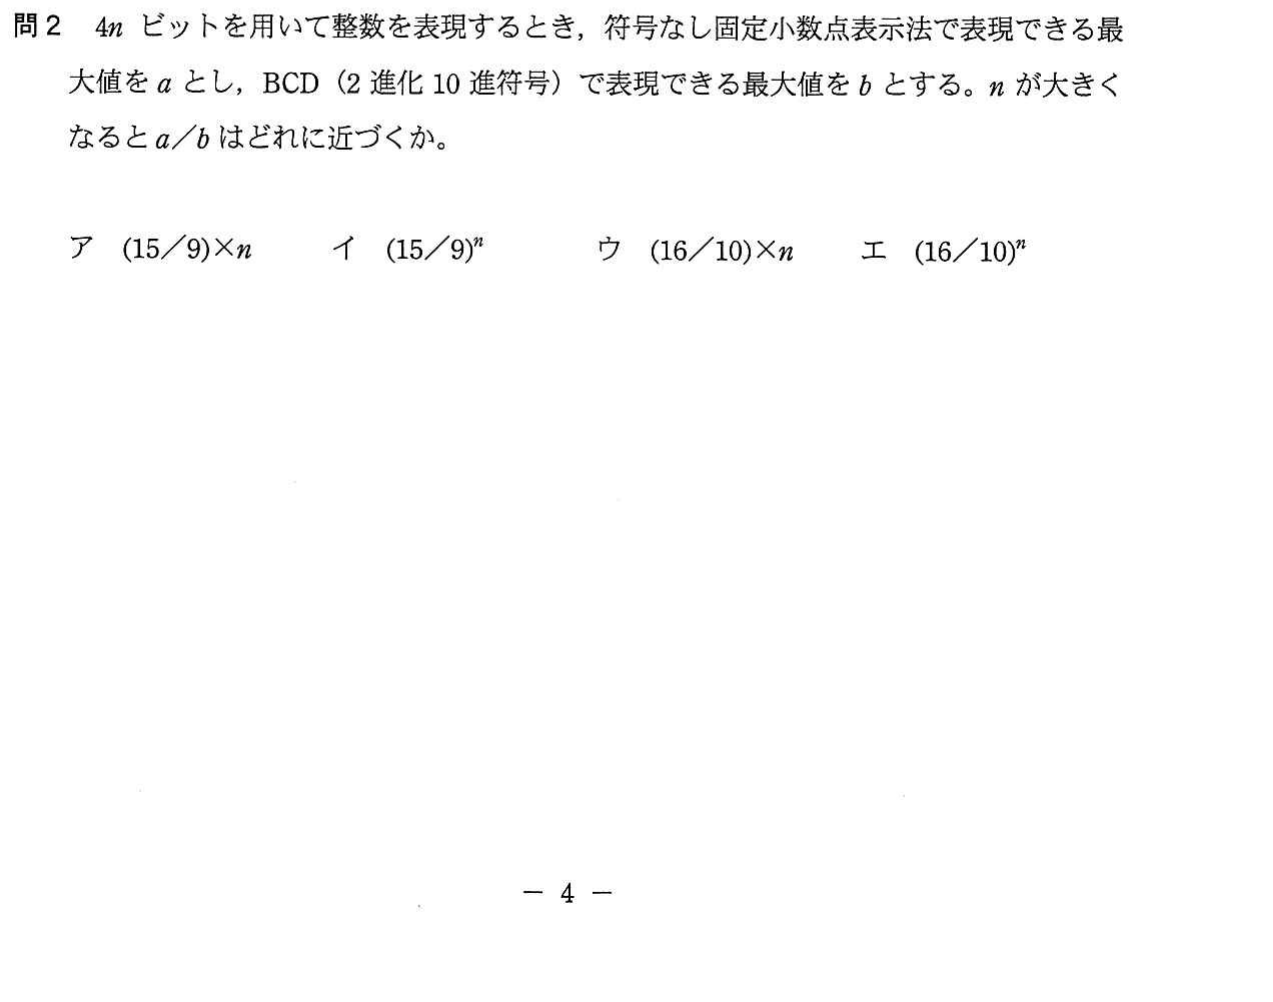 問2 4n ビットを用いて整数を表現するとき，符号なし固定小数点表示法で表現できる最
大値を a とし，BCD（2 進化 10 進符号）で表現できる最大値を b とする。n が大きく
なると a／b はどれに近づくか。
ア (15／9)×n イ (15／9)ⁿ ウ (16／10)×n エ (16／10)ⁿ
－ 4 －